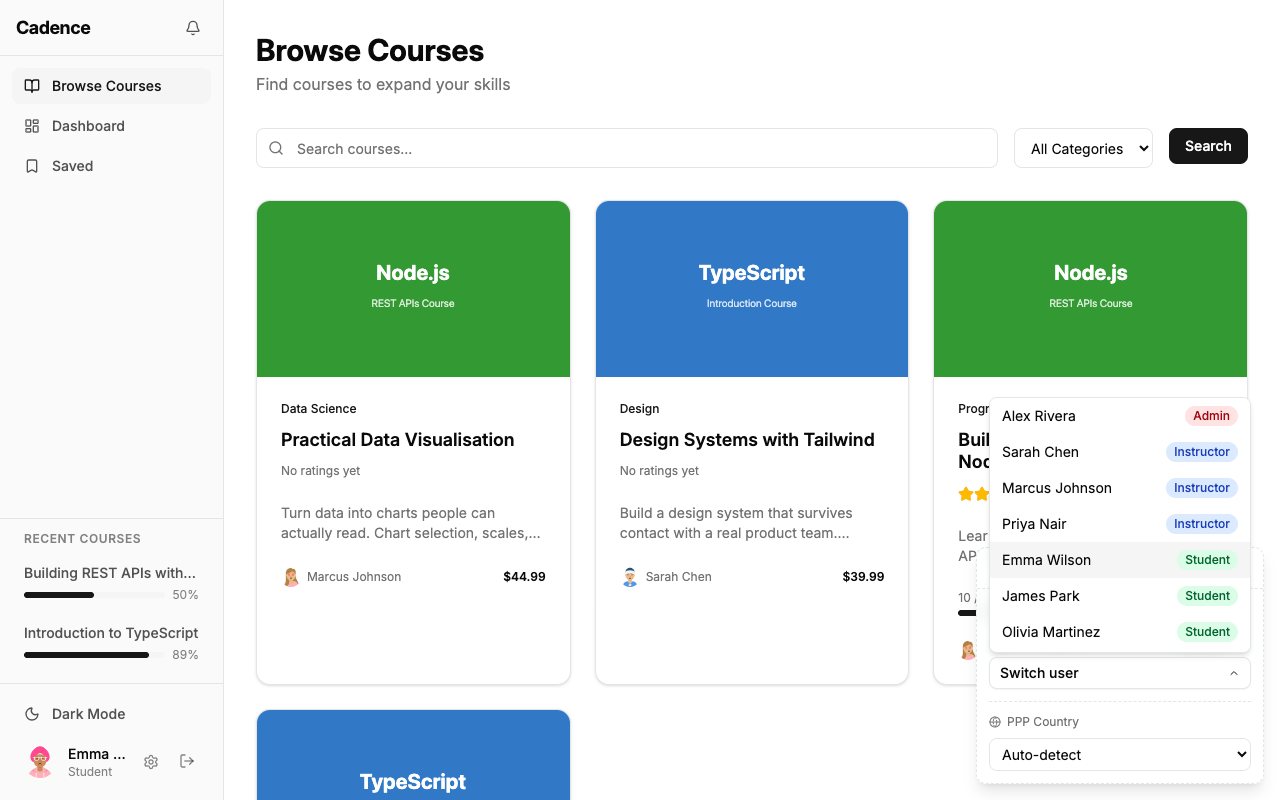 Cadence
Browse Courses
Dashboard
Saved
RECENT COURSES
Building REST APIs with...
50%
Introduction to TypeScript
89%
Dark Mode
Emma ...
Student
Browse Courses
Find courses to expand your skills
Search courses...
All Categories
Search
Node.js
REST APIs Course
Data Science
Practical Data Visualisation
No ratings yet
Turn data into charts people can
actually read. Chart selection, scales,...
Marcus Johnson
$44.99
TypeScript
Introduction Course
Design
Design Systems with Tailwind
No ratings yet
Build a design system that survives
contact with a real product team....
Sarah Chen
$39.99
Node.js
REST APIs Course
10
TypeScript
Alex Rivera
Admin
Sarah Chen
Instructor
Marcus Johnson
Instructor
Priya Nair
Instructor
Emma Wilson
Student
James Park
Student
Olivia Martinez
Student
Switch user
PPP Country
Auto-detect